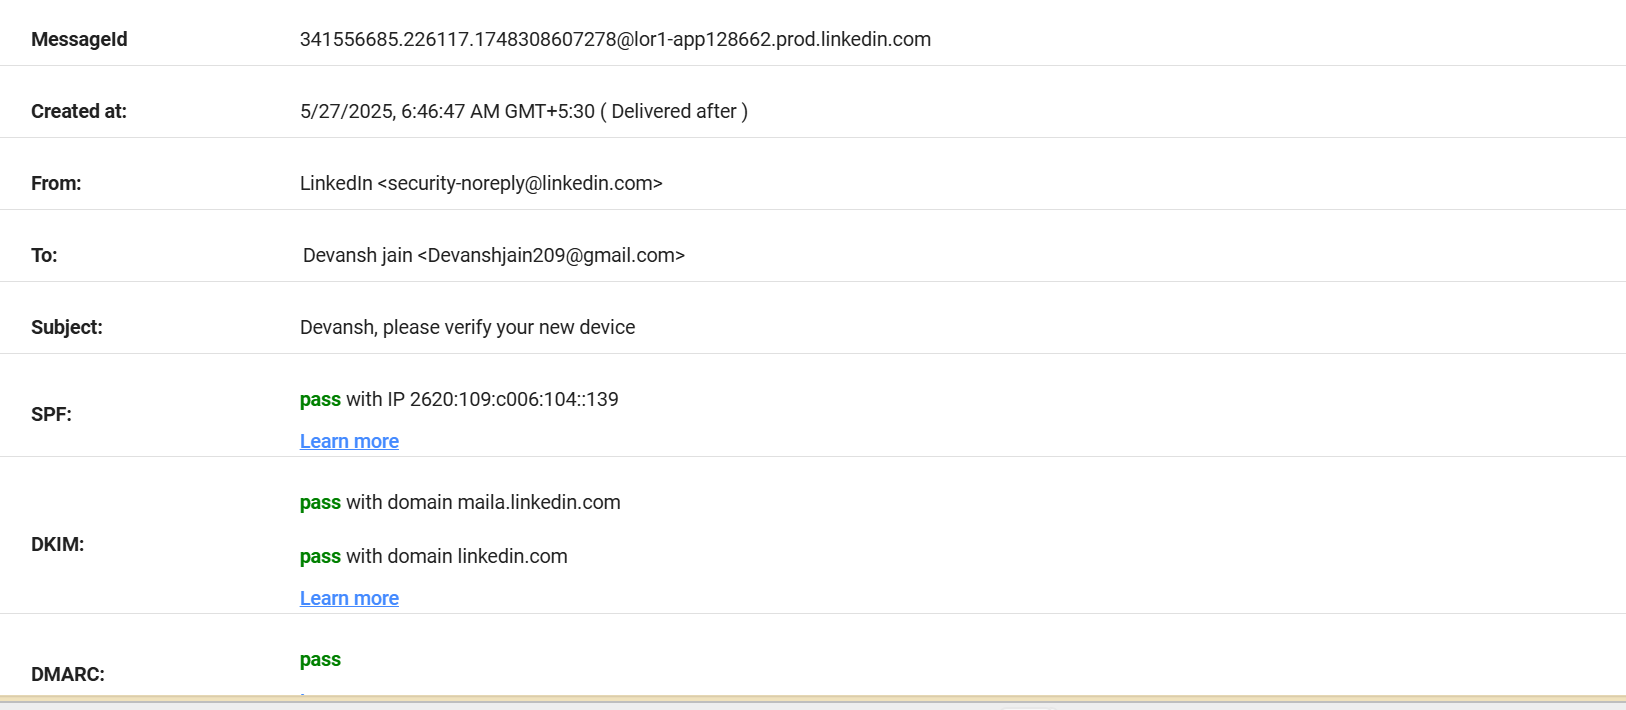 MessageId 341556685.226117.1748308607278@lor1-app128662.prod.linkedin.com
Created at: 5/27/2025, 6:46:47 AM GMT+5:30 ( Delivered after )
From: LinkedIn <security-noreply@linkedin.com>
To: Devansh jain <Devanshjain209@gmail.com>
Subject: Devansh, please verify your new device
SPF: pass with IP 2620:109:c006:104::139
Learn more
DKIM: pass with domain maila.linkedin.com
pass with domain linkedin.com
Learn more
DMARC: pass